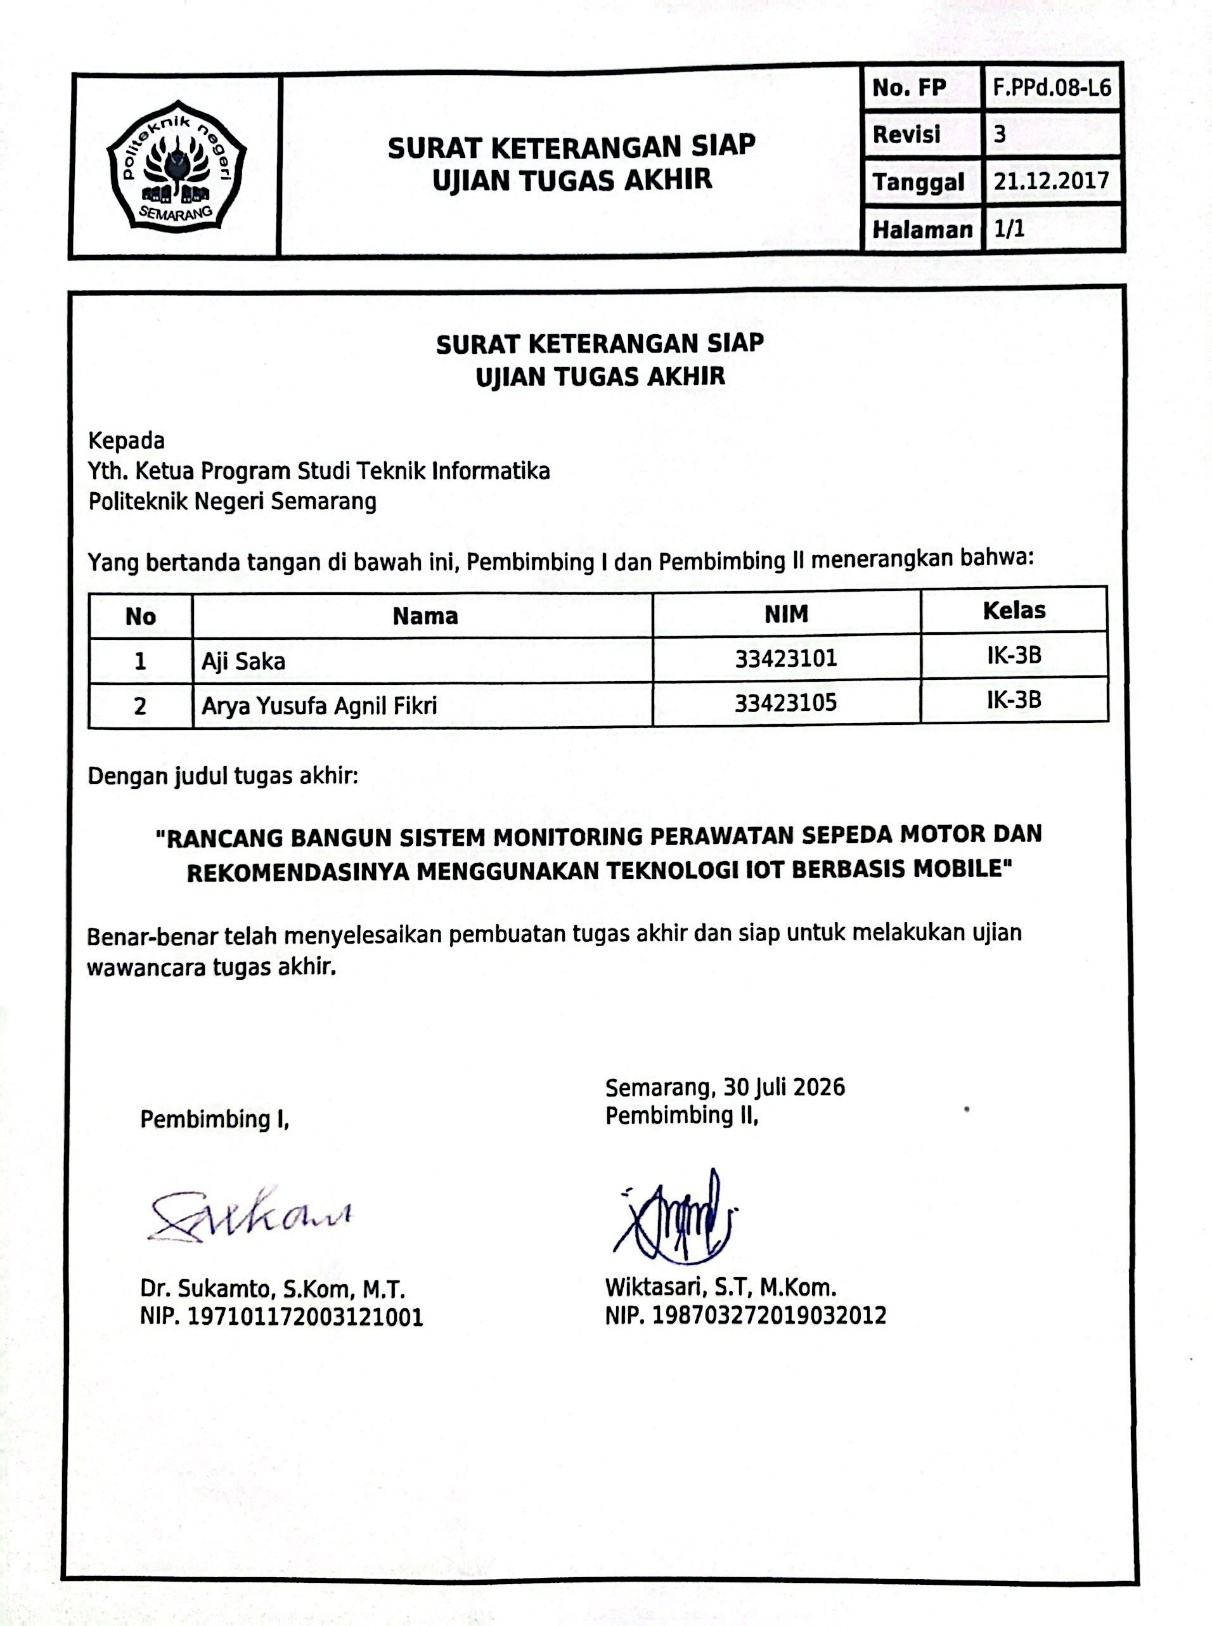 politeknik negeri
SEMARANG
SURAT KETERANGAN SIAP
UJIAN TUGAS AKHIR
No. FP F.PPd.08-L6
Revisi 3
Tanggal 21.12.2017
Halaman 1/1
SURAT KETERANGAN SIAP
UJIAN TUGAS AKHIR
Kepada
Yth. Ketua Program Studi Teknik Informatika
Politeknik Negeri Semarang
Yang bertanda tangan di bawah ini, Pembimbing I dan Pembimbing II menerangkan bahwa:
No Nama NIM Kelas
1 Aji Saka 33423101 IK-3B
2 Arya Yusufa Agnil Fikri 33423105 IK-3B
Dengan judul tugas akhir:
"RANCANG BANGUN SISTEM MONITORING PERAWATAN SEPEDA MOTOR DAN
REKOMENDASINYA MENGGUNAKAN TEKNOLOGI IOT BERBASIS MOBILE"
Benar-benar telah menyelesaikan pembuatan tugas akhir dan siap untuk melakukan ujian
wawancara tugas akhir.
Semarang, 30 Juli 2026
Pembimbing I, Pembimbing II,
Dr. Sukamto, S.Kom, M.T. Wiktasari, S.T, M.Kom.
NIP. 197101172003121001 NIP. 198703272019032012